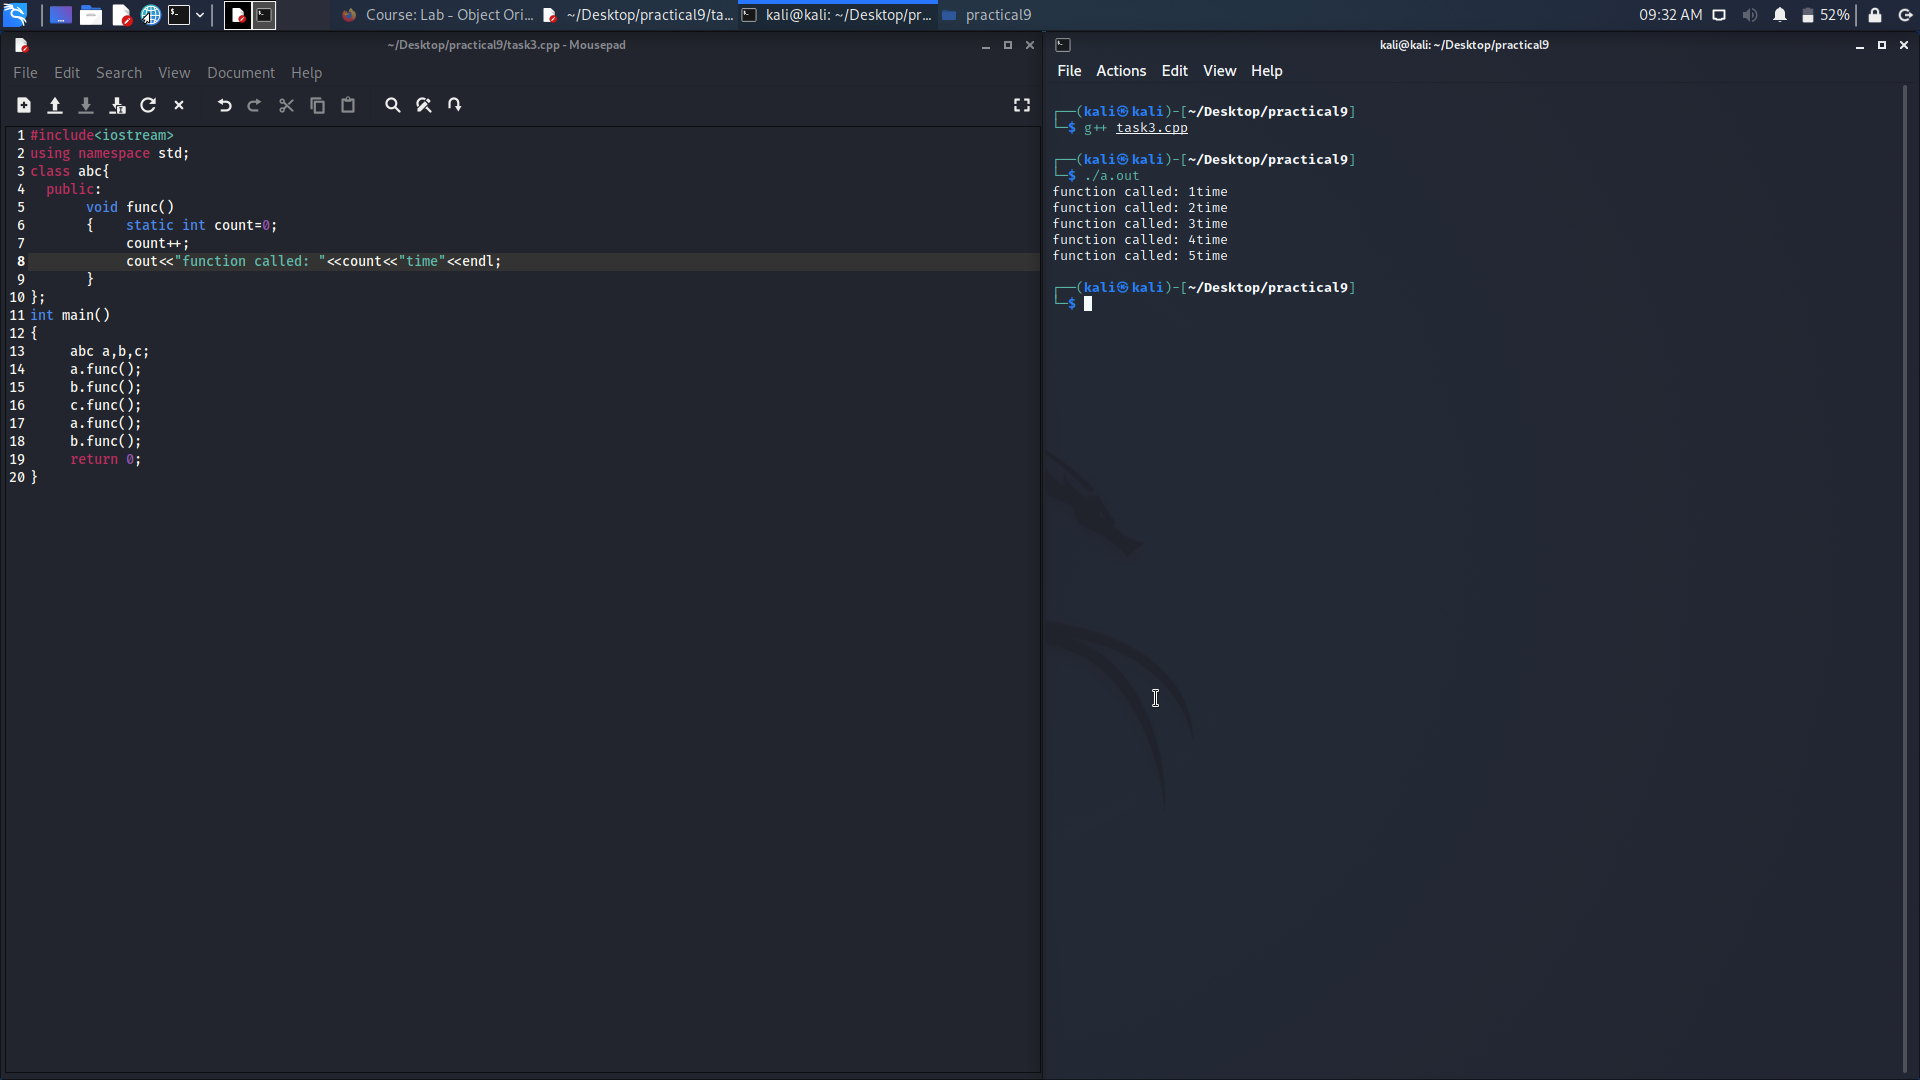 Course: Lab - Object Ori...
~/Desktop/practical9/ta...
kali@kali: ~/Desktop/pr...
practical9
09:32 AM
52%
~/Desktop/practical9/task3.cpp - Mousepad
File Edit Search View Document Help
1 #include<iostream>
2 using namespace std;
3 class abc{
4   public:
5        void func()
6        {    static int count=0;
7             count++;
8             cout<<"function called: "<<count<<"time"<<endl;
9        }
10 };
11 int main()
12 {
13      abc a,b,c;
14      a.func();
15      b.func();
16      c.func();
17      a.func();
18      b.func();
19      return 0;
20 }
kali@kali: ~/Desktop/practical9
File Actions Edit View Help
┌──(kali㉿kali)-[~/Desktop/practical9]
└─$ g++ task3.cpp
┌──(kali㉿kali)-[~/Desktop/practical9]
└─$ ./a.out
function called: 1time
function called: 2time
function called: 3time
function called: 4time
function called: 5time
┌──(kali㉿kali)-[~/Desktop/practical9]
└─$